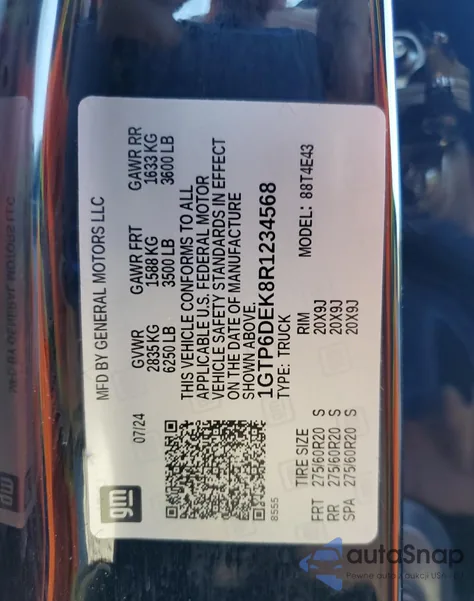 MFD BY GENERAL MOTORS LLC
07/24
GVWR GAWR FRT GAWR RR
2835 KG 1588 KG 1633 KG
6250 LB 3500 LB 3600 LB
THIS VEHICLE CONFORMS TO ALL
APPLICABLE U.S. FEDERAL MOTOR
VEHICLE SAFETY STANDARDS IN EFFECT
ON THE DATE OF MANUFACTURE
SHOWN ABOVE.
1GTP6DEK8R1234568
TYPE: TRUCK MODEL: 88T4E43
gm
8555
TIRE SIZE RIM
FRT 275/60R20 S 20X9J
RR 275/60R20 S 20X9J
SPA 275/60R20 S 20X9J
autoSnap